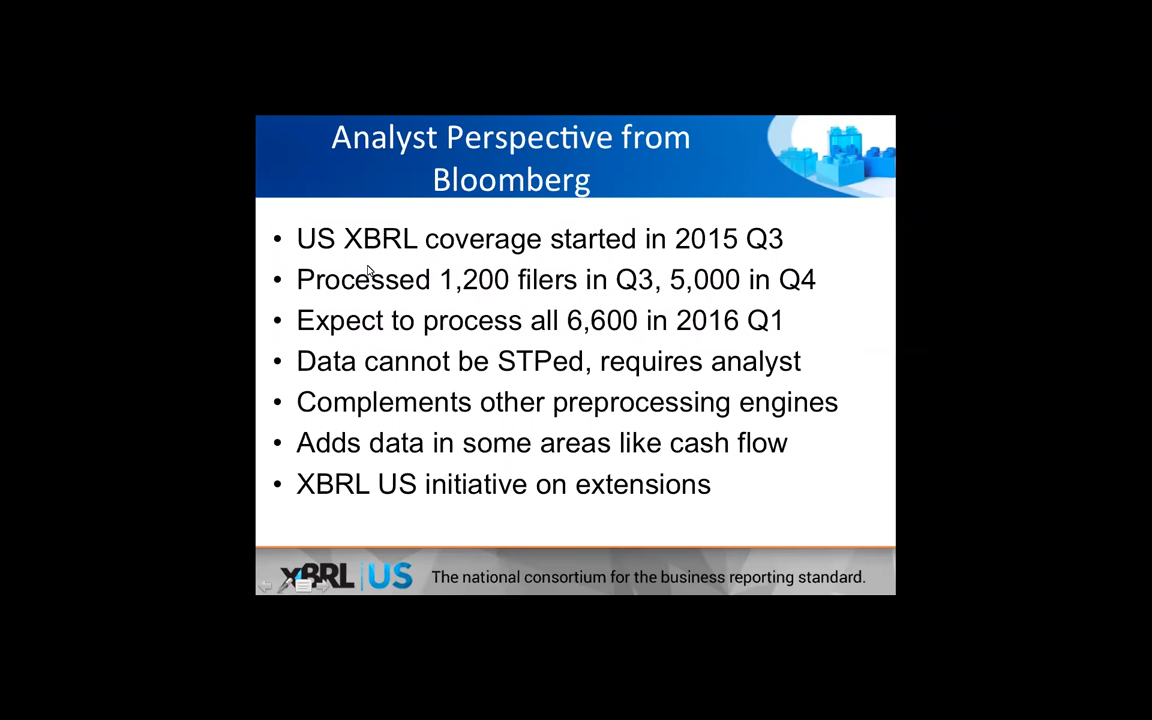 Analyst Perspective from
Bloomberg
• US XBRL coverage started in 2015 Q3
• Processed 1,200 filers in Q3, 5,000 in Q4
• Expect to process all 6,600 in 2016 Q1
• Data cannot be STPed, requires analyst
• Complements other preprocessing engines
• Adds data in some areas like cash flow
• XBRL US initiative on extensions
XBRL US The national consortium for the business reporting standard.